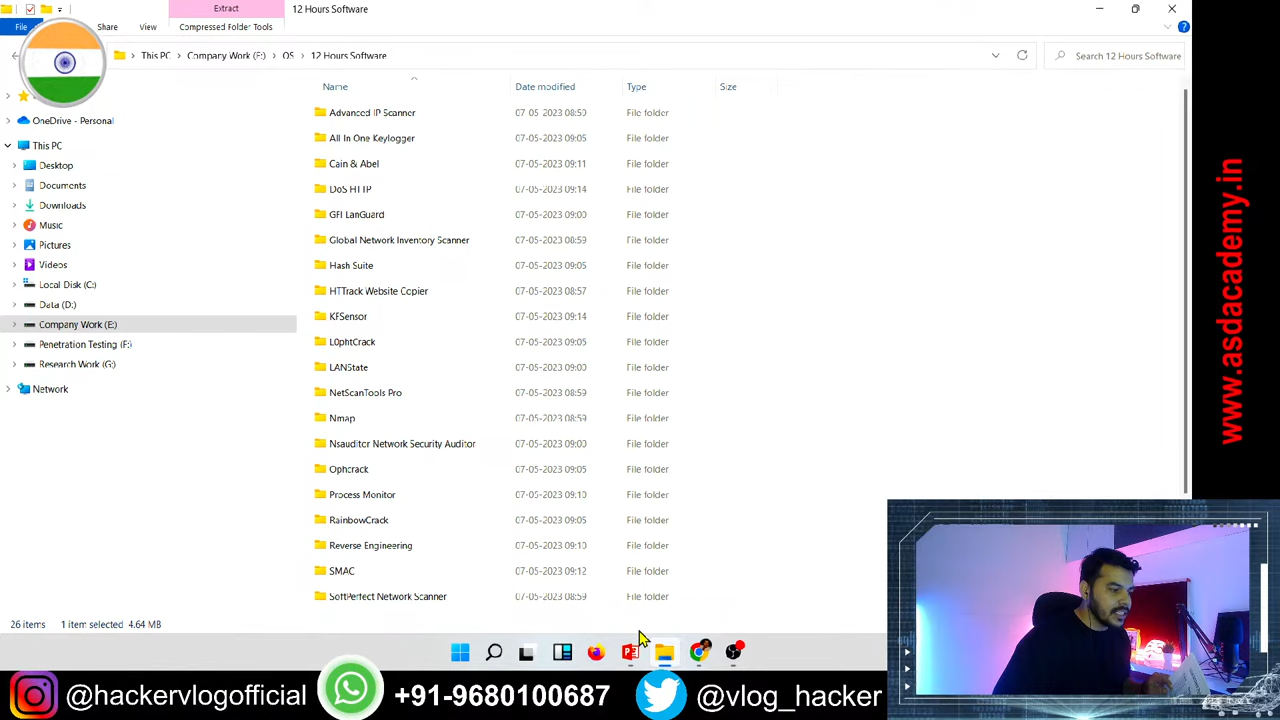 Extract
12 Hours Software
File
Share
View
Compressed Folder Tools
This PC
Company Work (E:)
OS
12 Hours Software
Search 12 Hours Software
Name
Date modified
Type
Size
OneDrive - Personal
This PC
Desktop
Documents
Downloads
Music
Pictures
Videos
Local Disk (C:)
Data (D:)
Company Work (E:)
Penetration Testing (F:)
Research Work (G:)
Network
Advanced IP Scanner 07-05-2023 08:59 File folder
All In One Keylogger 07-05-2023 09:05 File folder
Cain & Abel 07-05-2023 09:11 File folder
DoS HTTP 07-05-2023 09:14 File folder
GFI LanGuard 07-05-2023 09:00 File folder
Global Network Inventory Scanner 07-05-2023 08:59 File folder
Hash Suite 07-05-2023 09:05 File folder
HTTrack Website Copier 07-05-2023 08:57 File folder
KFSensor 07-05-2023 09:14 File folder
L0phtCrack 07-05-2023 09:05 File folder
LANState 07-05-2023 09:00 File folder
NetScanTools Pro 07-05-2023 08:59 File folder
Nmap 07-05-2023 08:59 File folder
Nsauditor Network Security Auditor 07-05-2023 09:00 File folder
Ophcrack 07-05-2023 09:05 File folder
Process Monitor 07-05-2023 09:10 File folder
RainbowCrack 07-05-2023 09:05 File folder
Reverse Engineering 07-05-2023 09:10 File folder
SMAC 07-05-2023 09:12 File folder
SoftPerfect Network Scanner 07-05-2023 08:59 File folder
26 items 1 item selected 4.64 MB
www.asdacademy.in
@hackervogofficial
+91-9680100687
@vlog_hacker